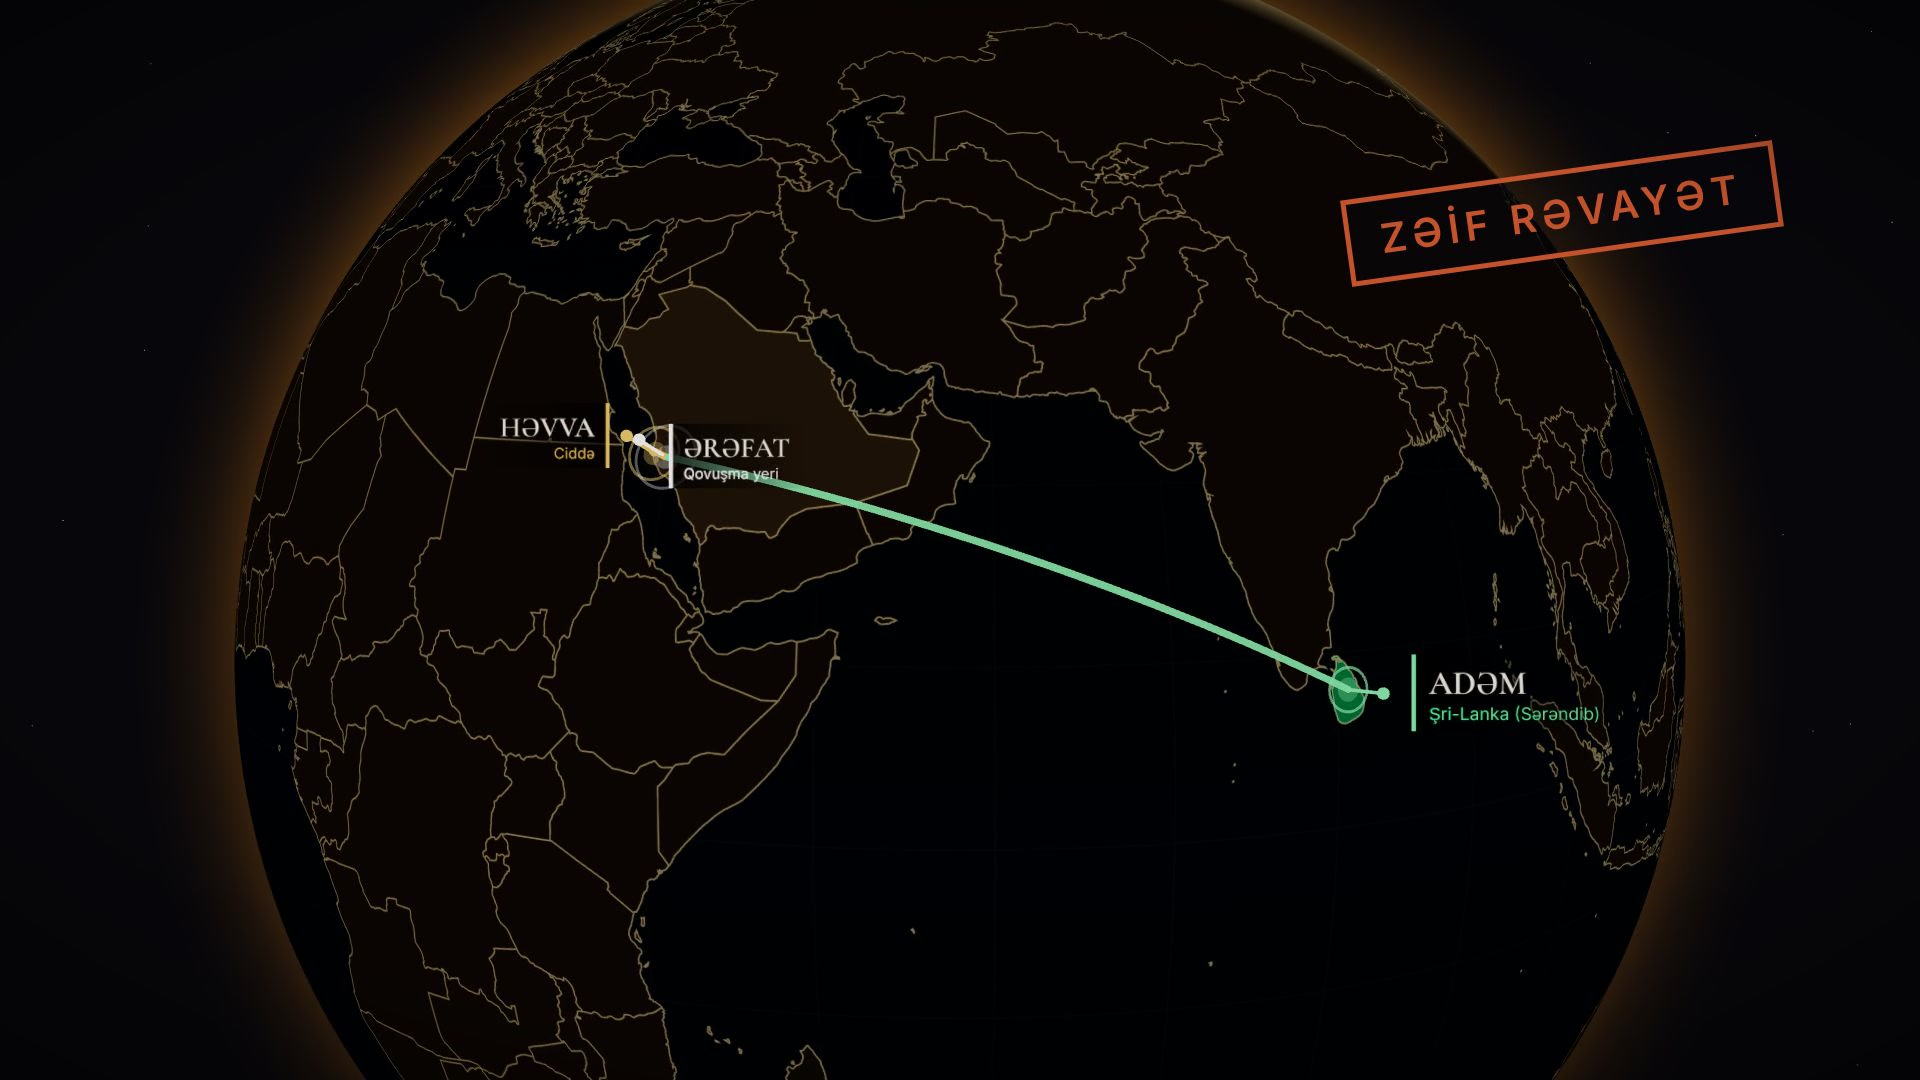 ZƏİF RƏVAYƏT
HƏVVA
Ciddə
ƏRƏFAT
Qovuşma yeri
ADƏM
Şri-Lanka (Sərəndib)